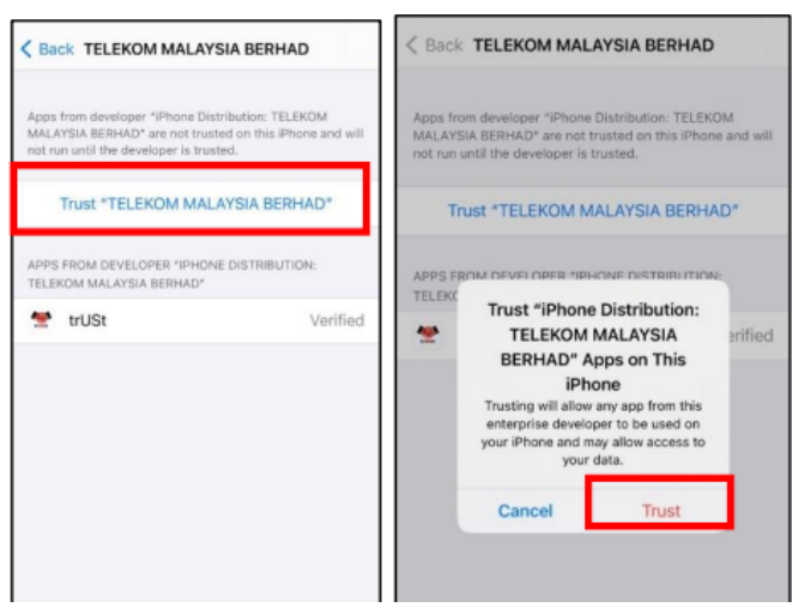 Back TELEKOM MALAYSIA BERHAD
Apps from developer "iPhone Distribution: TELEKOM
MALAYSIA BERHAD" are not trusted on this iPhone and will
not run until the developer is trusted.
Trust "TELEKOM MALAYSIA BERHAD"
APPS FROM DEVELOPER "IPHONE DISTRIBUTION:
TELEKOM MALAYSIA BERHAD"
trUSt Verified
Back TELEKOM MALAYSIA BERHAD
Apps from developer "iPhone Distribution: TELEKOM
MALAYSIA BERHAD" are not trusted on this iPhone and will
not run until the developer is trusted.
Trust "TELEKOM MALAYSIA BERHAD"
APPS FROM DEVELOPER "IPHONE DISTRIBUTION:
TELEKO
erified
Trust "iPhone Distribution:
TELEKOM MALAYSIA
BERHAD" Apps on This
iPhone
Trusting will allow any app from this
enterprise developer to be used on
your iPhone and may allow access to
your data.
Cancel Trust